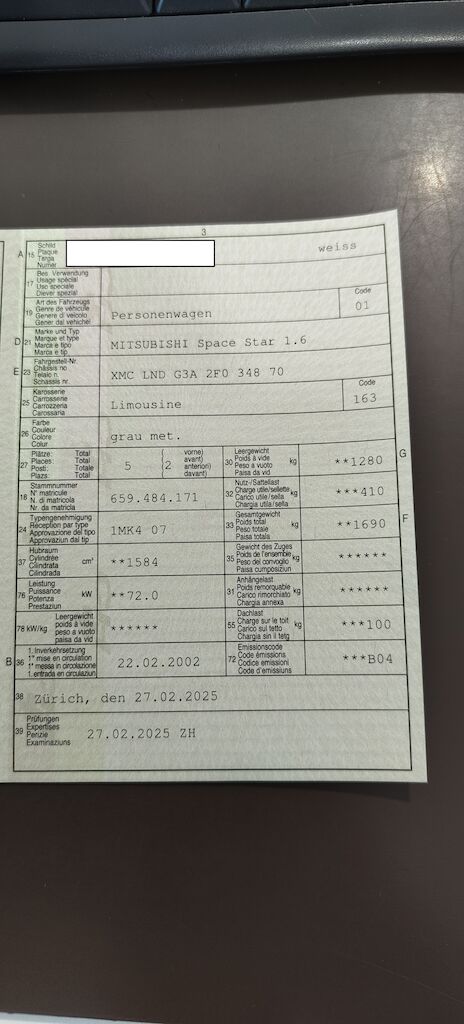 3
A 15 Schild
Plaque
Targa
Numer
weiss
17 Bes. Verwendung
Usage spécial
Uso speciale
Diever spezial
19 Art des Fahrzeugs
Genre de véhicule
Genere di veicolo
Gener dal vehichel
Personenwagen
Code
01
D 21 Marke und Typ
Marque et type
Marca e tipo
Marca e tip
MITSUBISHI Space Star 1.6
E 23 Fahrgestell-Nr.
Châssis no
Telaio n.
Schassis nr.
XMC LND G3A 2F0 348 70
25 Karosserie
Carrosserie
Carrozzeria
Carossaria
Limousine
Code
163
26 Farbe
Couleur
Colore
Colur
grau met.
27 Plätze: Total
Places: Total
Posti: Totale
Plazs: Total
5 (2 vorne)
avant)
anteriori)
davant)
30 Leergewicht
Poids à vide
Peso a vuoto
Paisa da vid
kg
**1280
G
18 Stammnummer
N° matricule
N. di matricola
Nr. da matricla
659.484.171
32 Nutz-/Sattellast
Charge utile/sellette
Carico utile/sella
Chargia utila/sella
kg
***410
24 Typengenehmigung
Réception par type
Approvazione del tipo
Approvaziun dal tip
1MK4 07
33 Gesamtgewicht
Poids total
Peso totale
Paisa totala
kg
**1690
F
37 Hubraum
Cylindrée
Cilindrata
Cilindrada
cm³
**1584
35 Gewicht des Zuges
Poids de l'ensemble
Peso del convoglio
Paisa cumposiziun
kg
******
76 Leistung
Puissance
Potenza
Prestaziun
kW
**72.0
31 Anhängelast
Poids remorquable
Carico rimorchiato
Chargia annexa
kg
******
78 kW/kg Leergewicht
poids à vide
peso a vuoto
paisa da vid
******
55 Dachlast
Charge sur le toit
Carico sul tetto
Chargia sin il tetg
kg
***100
B 36 1. Inverkehrsetzung
1re mise en circulation
1a messa in circolazione
1. entrada en circulaziun
22.02.2002
72 Emissionscode
Code émissions
Codice emissioni
Code d'emissiuns
***B04
38 Zürich, den 27.02.2025
39 Prüfungen
Expertises
Perizie
Examinaziuns
27.02.2025 ZH